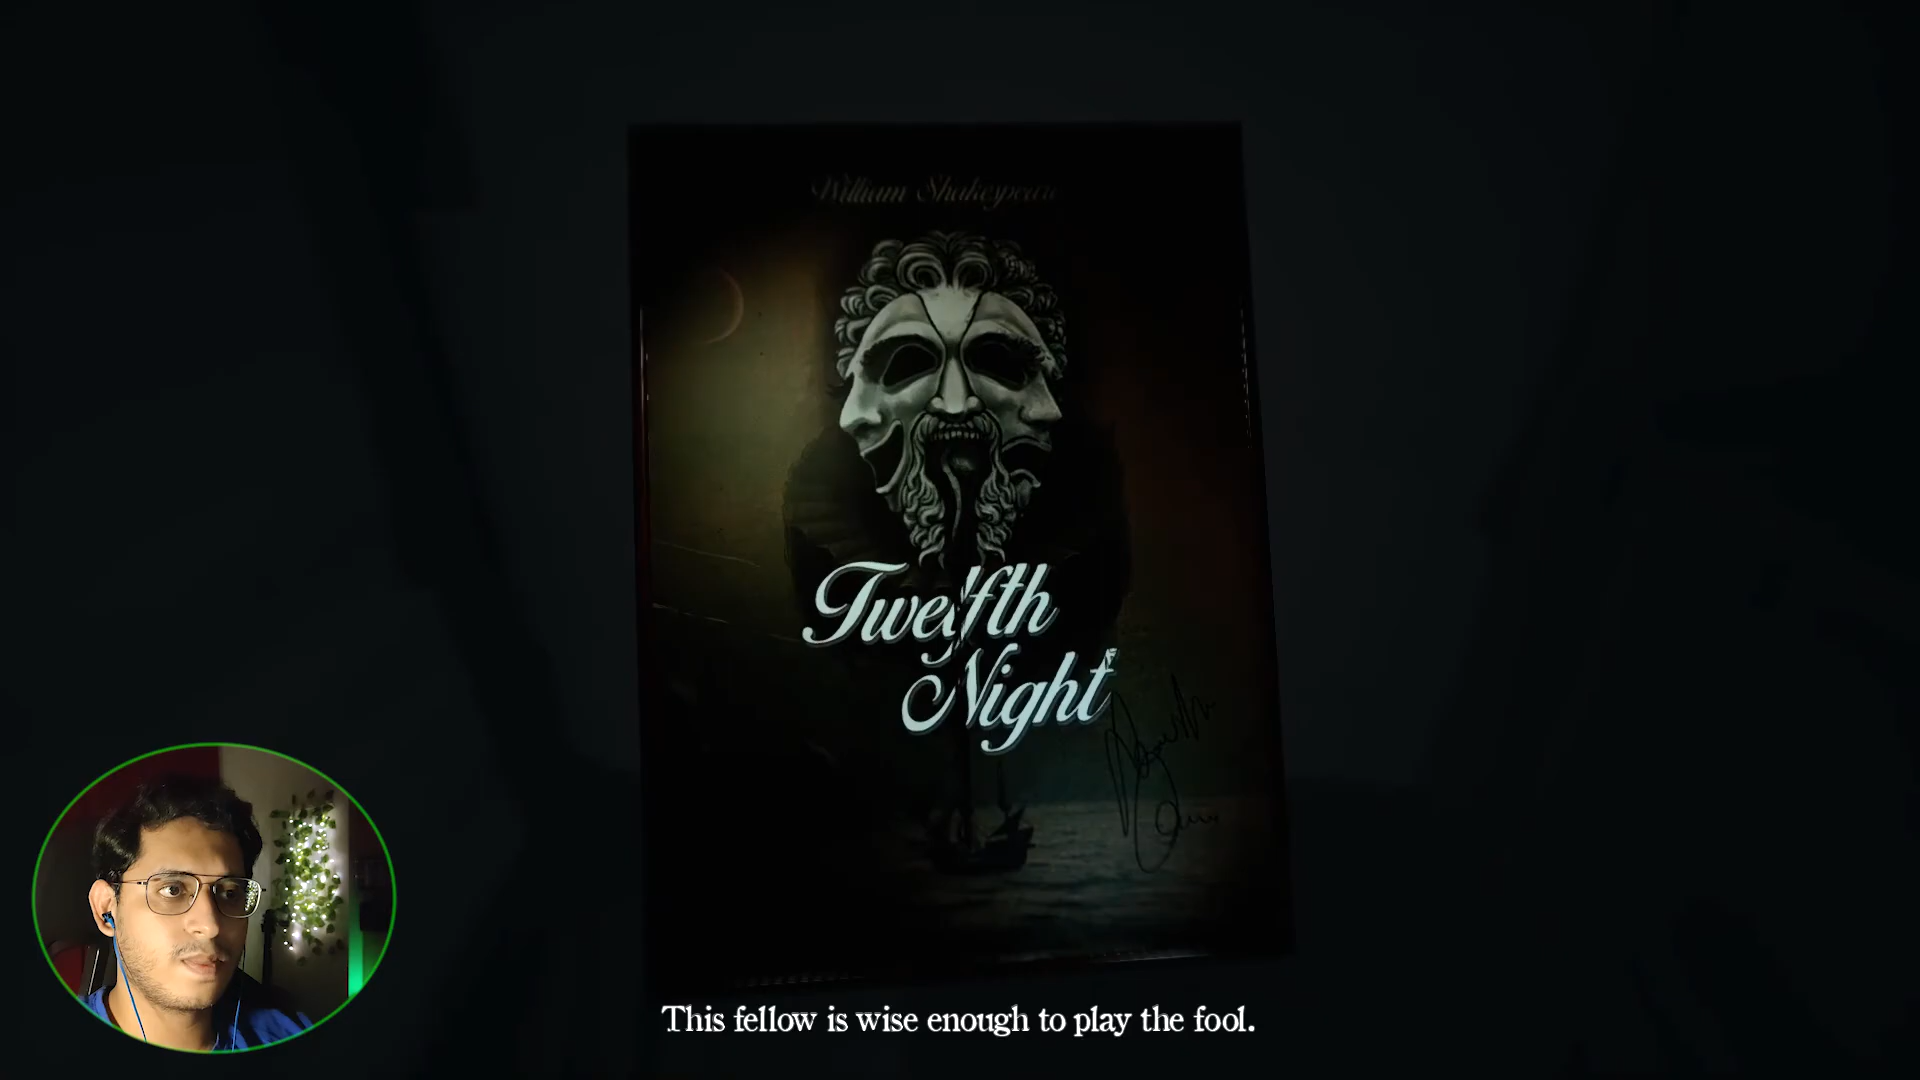 William Shakespeare
Twelfth
Night
This fellow is wise enough to play the fool.